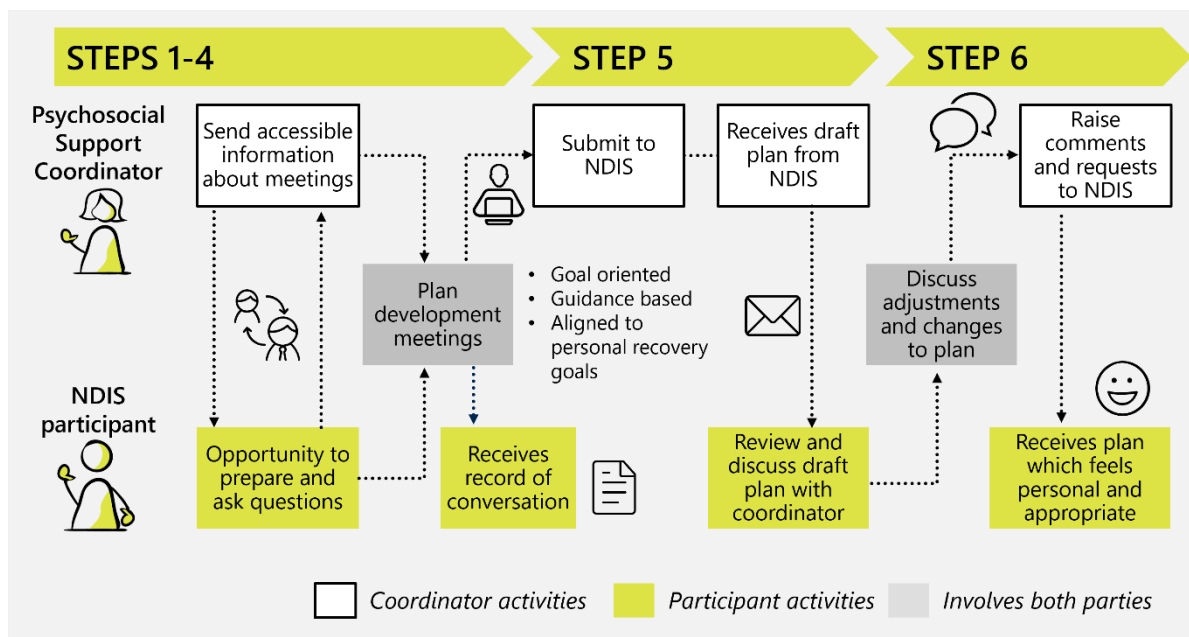 STEPS 1-4
STEP 5
STEP 6
Psychosocial
Support
Coordinator
Send accessible
information
about meetings
Submit to
NDIS
Receives draft
plan from
NDIS
Raise
comments
and requests
to NDIS
Plan
development
meetings
• Goal oriented
• Guidance based
• Aligned to
personal recovery
goals
Discuss
adjustments
and changes
to plan
NDIS
participant
Opportunity to
prepare and
ask questions
Receives
record of
conversation
Review and
discuss draft
plan with
coordinator
Receives plan
which feels
personal and
appropriate
Coordinator activities
Participant activities
Involves both parties